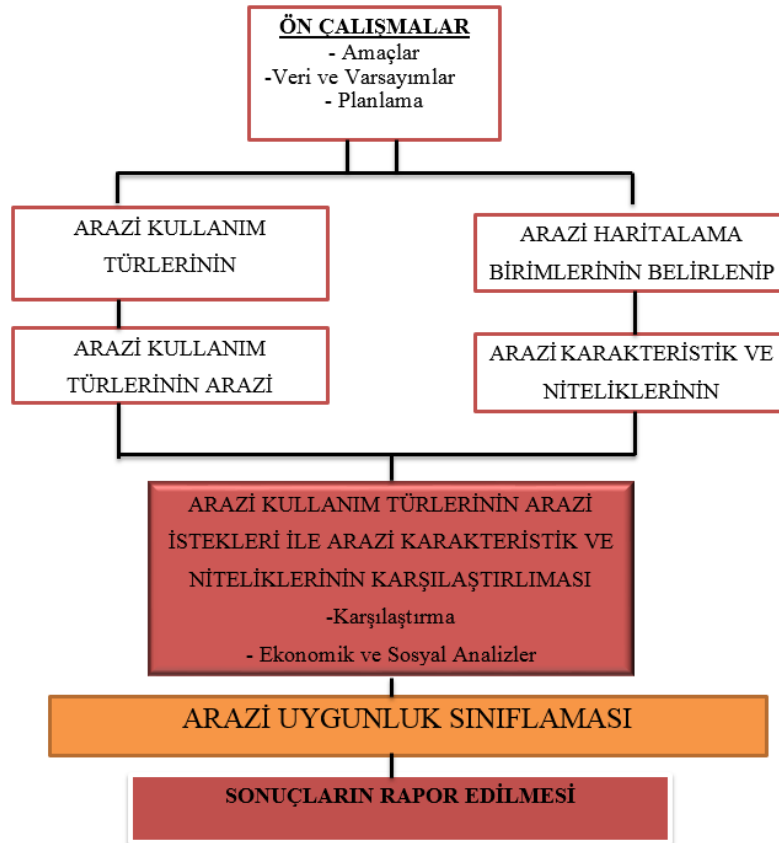 ÖN ÇALIŞMALAR
- Amaçlar
-Veri ve Varsayımlar
- Planlama
ARAZİ KULLANIM
TÜRLERİNİN
ARAZİ HARİTALAMA
BİRİMLERİNİN BELİRLENİP
ARAZİ KULLANIM
TÜRLERİNİN ARAZİ
ARAZİ KARAKTERİSTİK VE
NİTELİKLERİNİN
ARAZİ KULLANIM TÜRLERİNİN ARAZİ
İSTEKLERİ İLE ARAZİ KARAKTERİSTİK VE
NİTELİKLERİNİN KARŞILAŞTIRLIMASI
-Karşılaştırma
- Ekonomik ve Sosyal Analizler
ARAZİ UYGUNLUK SINIFLAMASI
SONUÇLARIN RAPOR EDİLMESİ